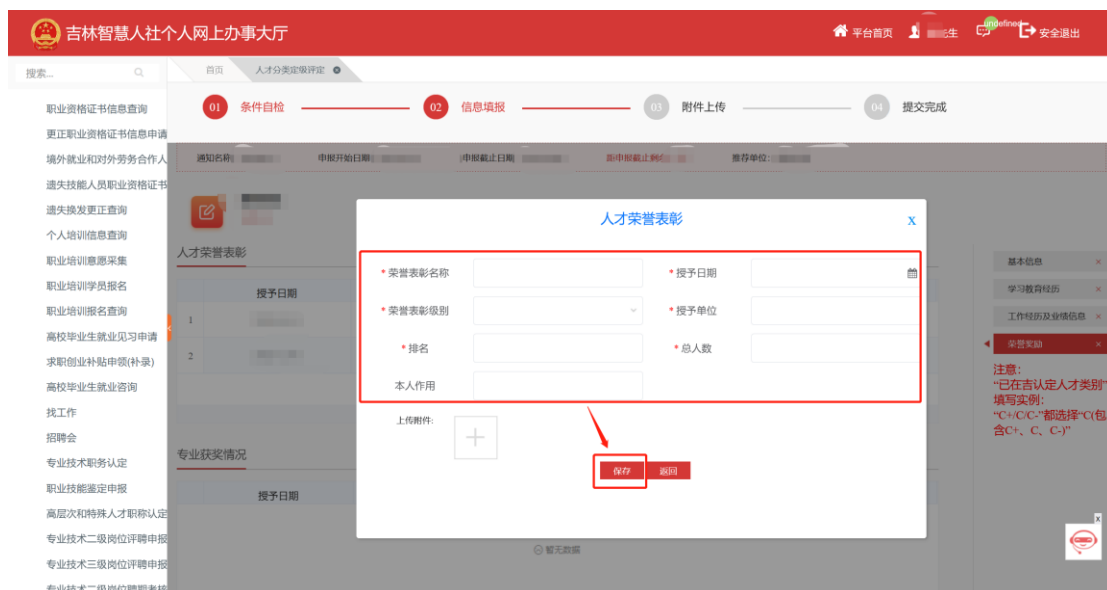 吉林智慧人社个人网上办事大厅
平台首页
生
undefined
安全退出
搜索...
首页
人才分类定级评定
01 条件自检
02 信息填报
03 附件上传
04 提交完成
职业资格证书信息查询
更正职业资格证书信息申请
境外就业和对外劳务合作人
遗失技能人员职业资格证书
遗失换发更正查询
个人培训信息查询
职业培训意愿采集
职业培训学员报名
职业培训报名查询
高校毕业生就业见习申请
求职创业补贴申领(补录)
高校毕业生就业咨询
找工作
招聘会
专业技术职务认定
职业技能鉴定申报
高层次和特殊人才职称认定
专业技术二级岗位评聘申报
专业技术三级岗位评聘申报
通知名称:
申报开始日期:
申报截止日期:
距申报截止剩余
推荐单位:
人才荣誉表彰
授予日期
1
2
专业获奖情况
授予日期
暂无数据
人才荣誉表彰
x
* 荣誉表彰名称
* 授予日期
* 荣誉表彰级别
* 授予单位
* 排名
* 总人数
本人作用
上传附件:
保存
返回
基本信息 ×
学习教育经历 ×
工作经历及业绩信息 ×
荣誉奖励 ×
注意:
“已在吉认定人才类别”
填写实例:
“C+/C/C-”都选择“C(包
含C+、C、C-)”
x